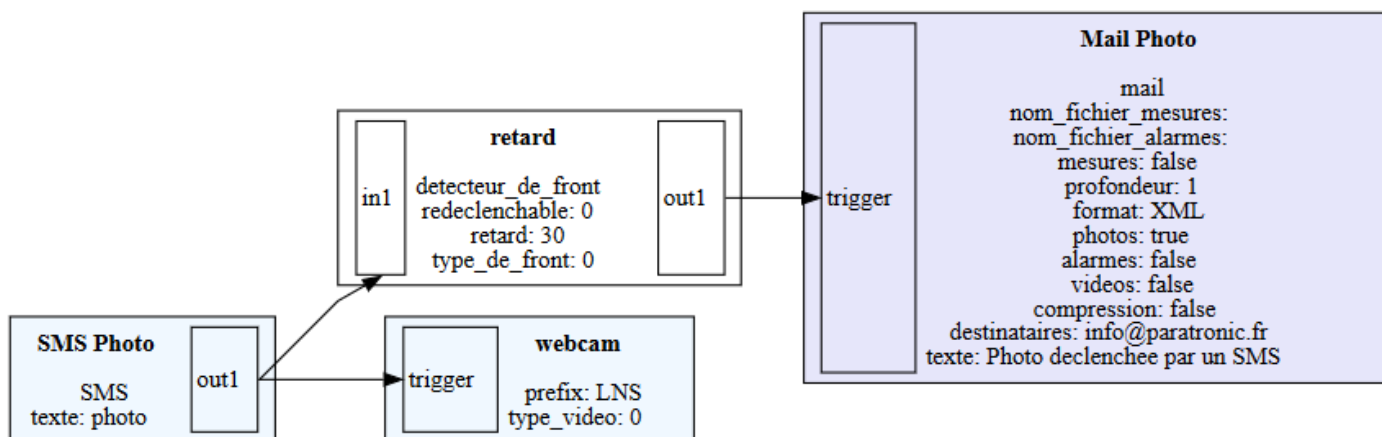 Mail Photo
mail
nom_fichier_mesures:
nom_fichier_alarmes:
mesures: false
profondeur: 1
format: XML
photos: true
alarmes: false
videos: false
compression: false
destinataires: info@paratronic.fr
texte: Photo declenchee par un SMS
trigger
retard
detecteur_de_front
redeclenchable: 0
retard: 30
type_de_front: 0
in1
out1
SMS Photo
SMS
texte: photo
out1
webcam
prefix: LNS
type_video: 0
trigger